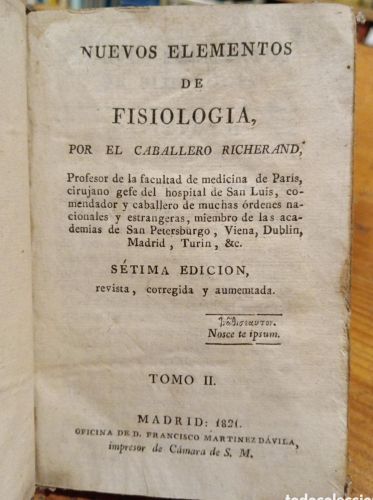 NUEVOS ELEMENTOS
DE
FISIOLOGIA,
POR EL CABALLERO RICHERAND,
Profesor de la facultad de medicina de Paris,
cirujano gefe del hospital de San Luis, co-
mendador y caballero de muchas órdenes na-
cionales y estrangeras, miembro de las aca-
demias de San Petersburgo, Viena, Dublin,
Madrid, Turin, &c.
SÉTIMA EDICION,
revista, corregida y aumentada.
Nosce te ipsum.
TOMO II.
MADRID: 1821.
OFICINA DE D. FRANCISCO MARTINEZ DÁVILA,
impresor de Cámara de S. M.